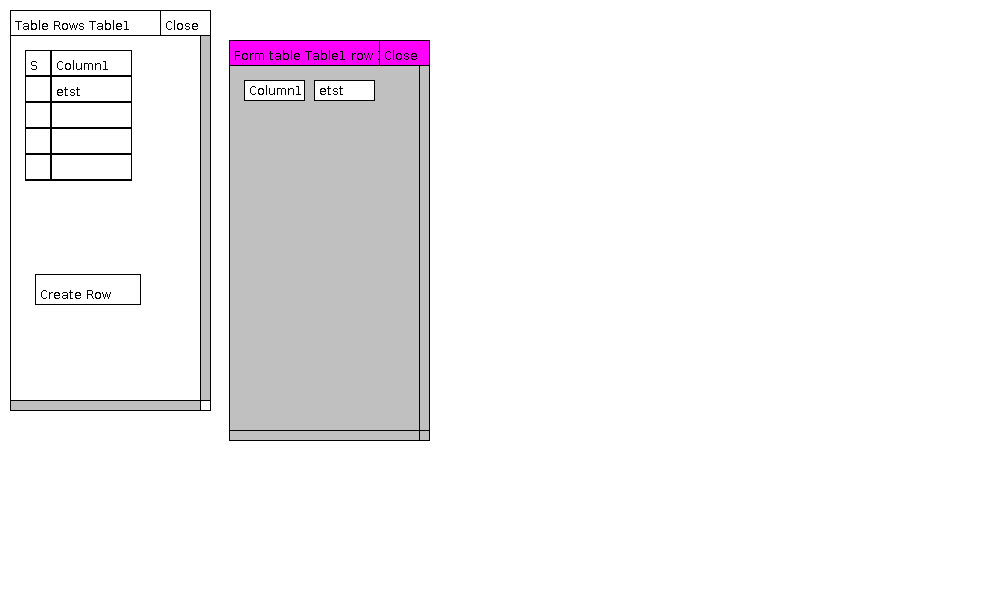 Table Rows Table1 Close
S Column1
etst
Create Row
Form table Table1 row Close
Column1 etst